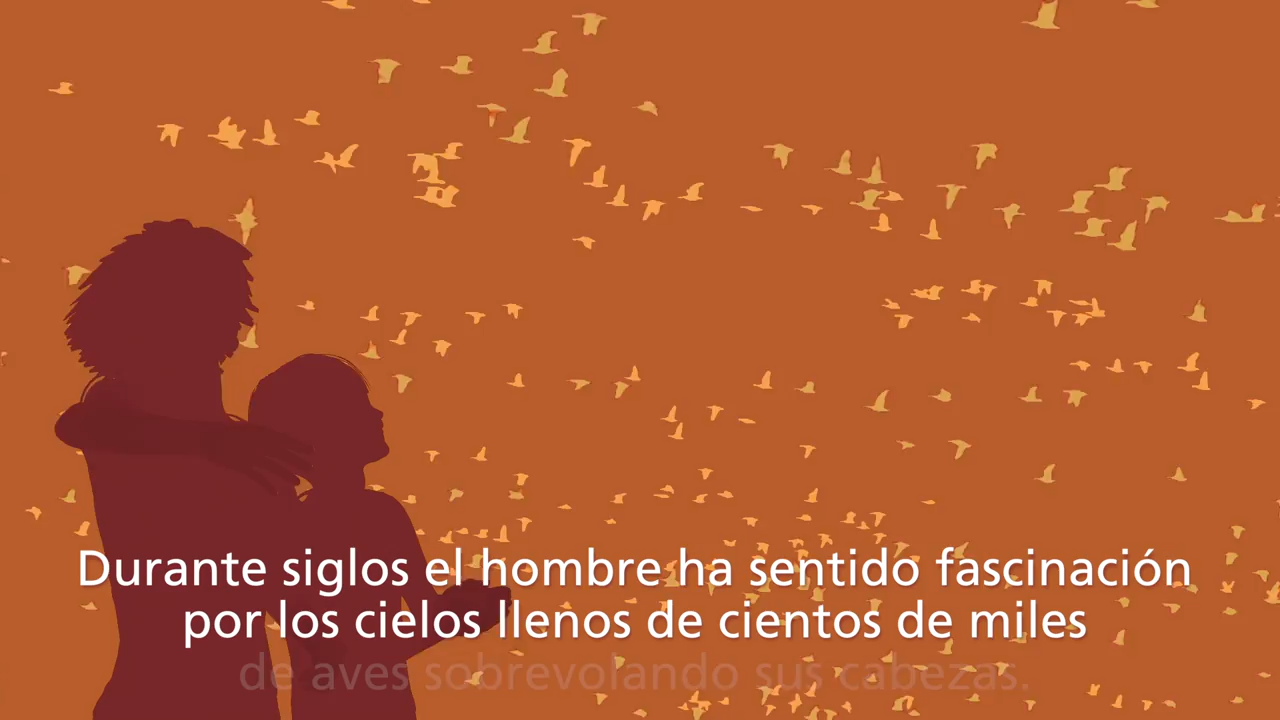 Durante siglos el hombre ha sentido fascinación
por los cielos llenos de cientos de miles
de aves sobrevolando sus cabezas.